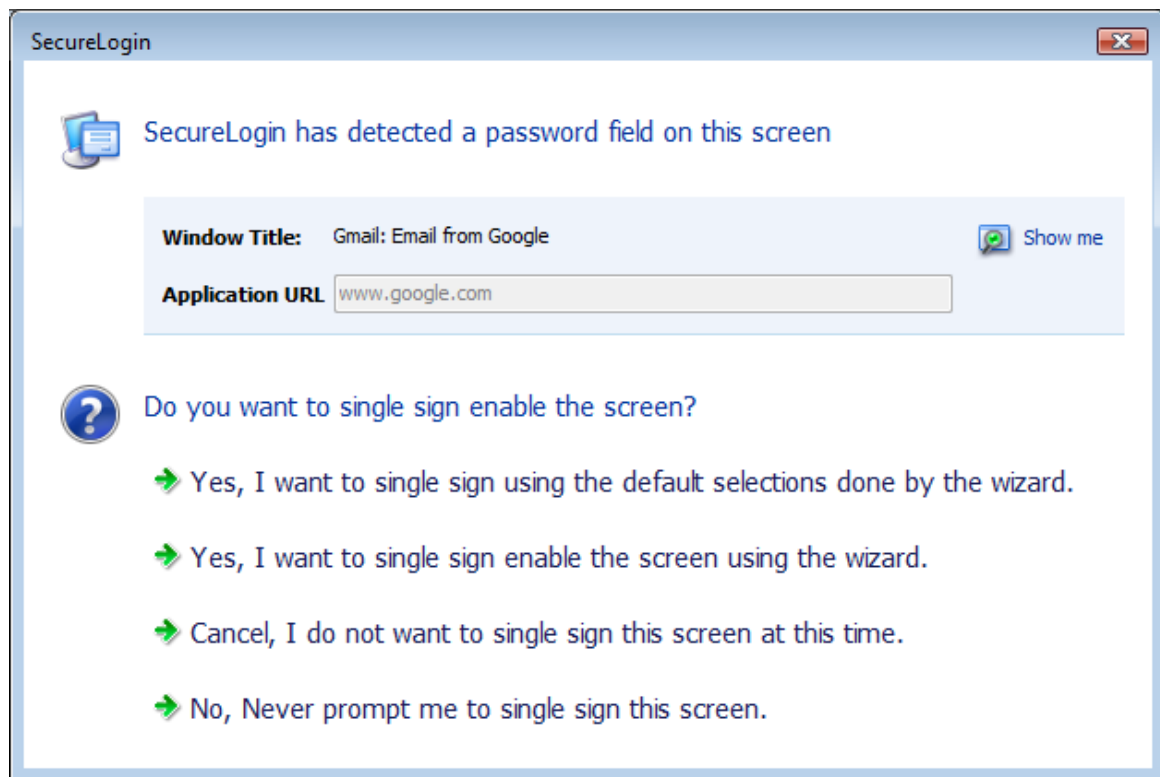 SecureLogin
SecureLogin has detected a password field on this screen
Window Title: Gmail: Email from Google Show me
Application URL www.google.com
Do you want to single sign enable the screen?
Yes, I want to single sign using the default selections done by the wizard.
Yes, I want to single sign enable the screen using the wizard.
Cancel, I do not want to single sign this screen at this time.
No, Never prompt me to single sign this screen.